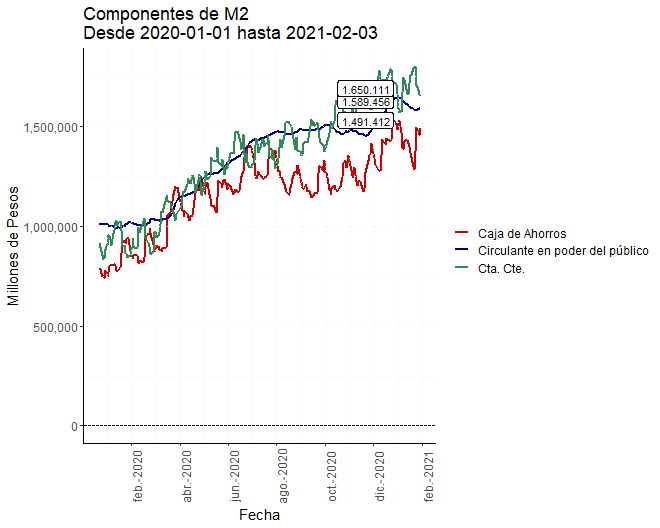 Componentes de M2
Desde 2020-01-01 hasta 2021-02-03
Millones de Pesos
1,500,000
1,000,000
500,000
0
1.650.111
1.589.456
1.491.412
feb.-2020
abr.-2020
jun.-2020
ago.-2020
oct.-2020
dic.-2020
feb.-2021
Fecha
Caja de Ahorros
Circulante en poder del público
Cta. Cte.